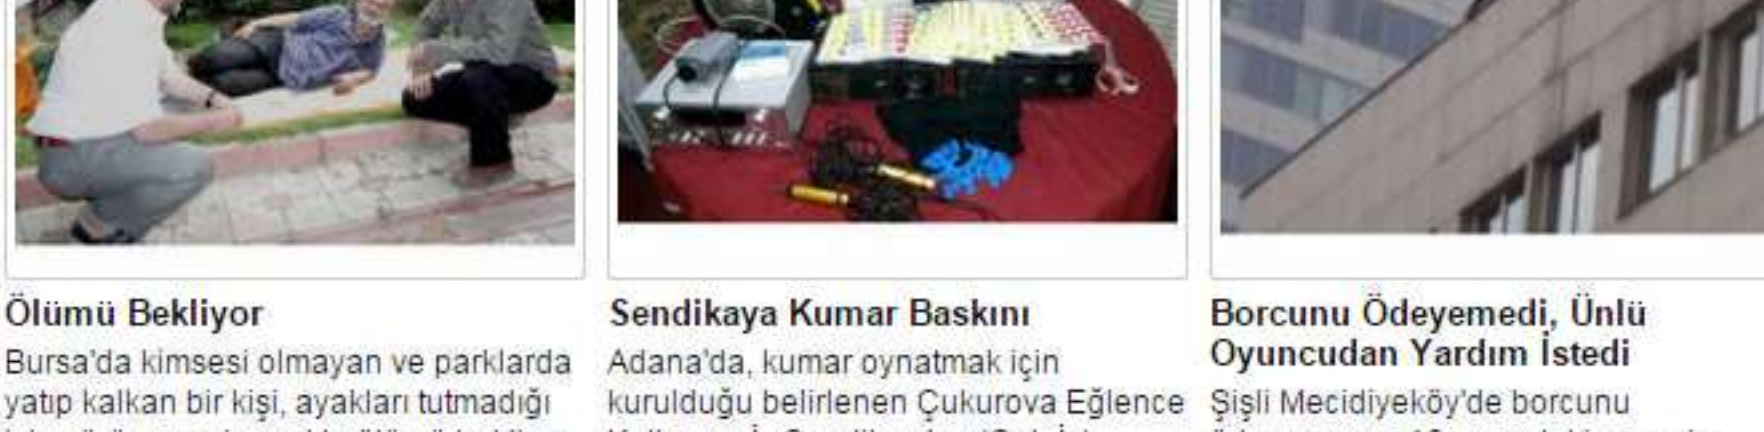 Ölümü Bekliyor
Bursa'da kimsesi olmayan ve parklarda
yatıp kalkan bir kişi, ayakları tutmadığı
Sendikaya Kumar Baskını
Adana'da, kumar oynatmak için
kurulduğu belirlenen Çukurova Eğlence
Borcunu Ödeyemedi, Ünlü
Oyuncudan Yardım İstedi
Şişli Mecidiyeköy'de borcunu